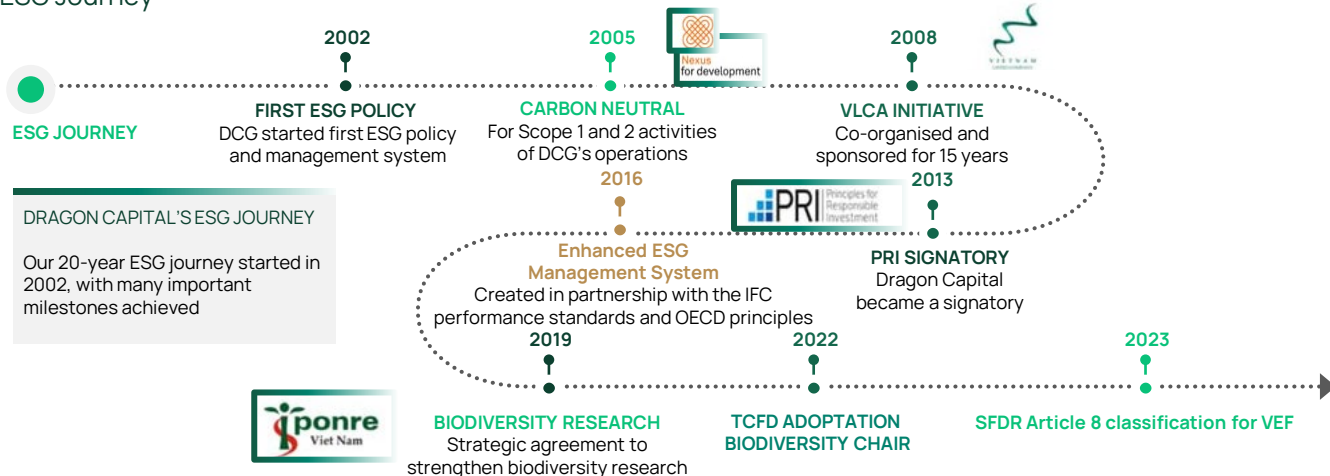 ESG Journey
2002
2005
2008
Nexus
for development
VIETNAM
ESG JOURNEY
FIRST ESG POLICY
DCG started first ESG policy
and management system
CARBON NEUTRAL
For Scope 1 and 2 activities
of DCG's operations
VLCA INITIATIVE
Co-organised and
sponsored for 15 years
DRAGON CAPITAL'S ESG JOURNEY
Our 20-year ESG journey started in
2002, with many important
milestones achieved
2016
Enhanced ESG
Management System
Created in partnership with the IFC
performance standards and OECD principles
PRI
Principles for
Responsible
Investment
2013
PRI SIGNATORY
Dragon Capital
became a signatory
2019
2022
2023
iponre
Viet Nam
BIODIVERSITY RESEARCH
Strategic agreement to
strengthen biodiversity research
TCFD ADOPTATION
BIODIVERSITY CHAIR
SFDR Article 8 classification for VEF